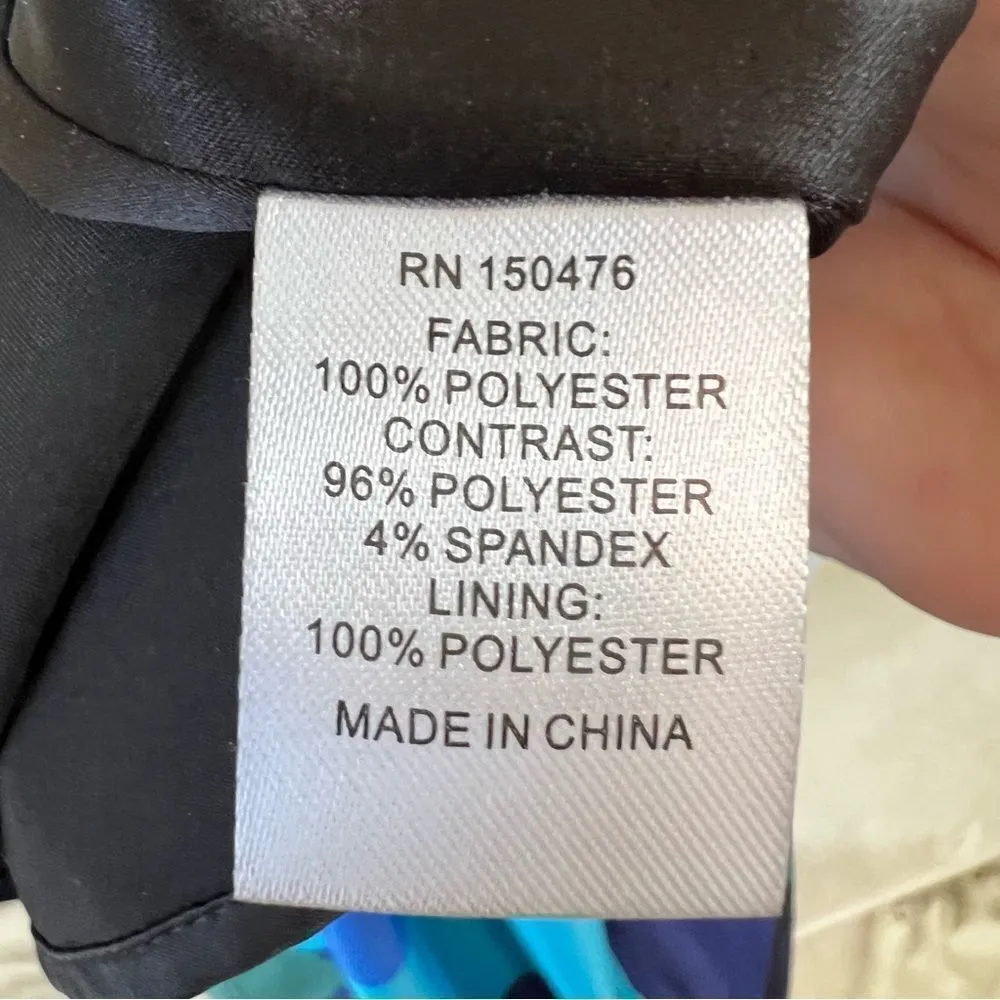 RN 150476
FABRIC:
100% POLYESTER
CONTRAST:
96% POLYESTER
4% SPANDEX
LINING:
100% POLYESTER
MADE IN CHINA